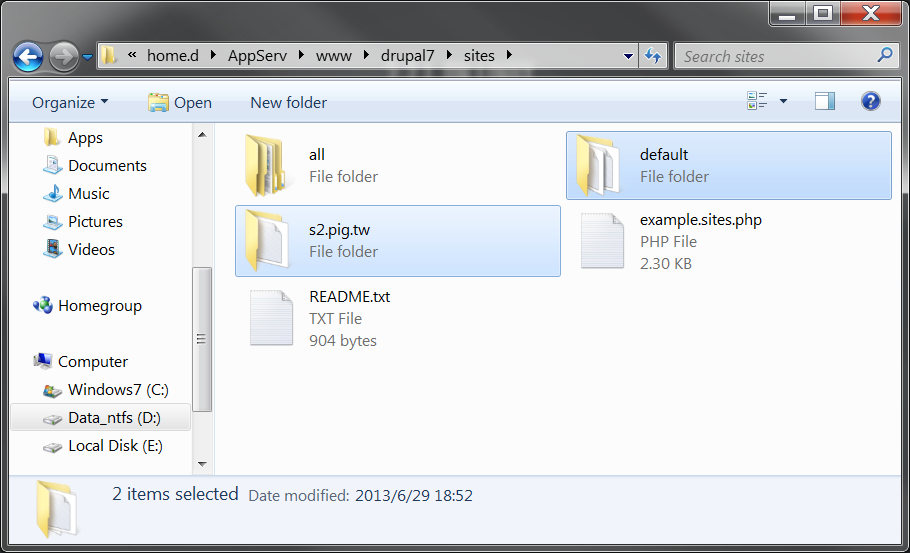 « home.d ▸ AppServ ▸ www ▸ drupal7 ▸ sites ▸
Search sites
Organize
Open
New folder
Apps
Documents
Music
Pictures
Videos
Homegroup
Computer
Windows7 (C:)
Data_ntfs (D:)
Local Disk (E:)
all
File folder
default
File folder
s2.pig.tw
File folder
example.sites.php
PHP File
2.30 KB
README.txt
TXT File
904 bytes
2 items selected Date modified: 2013/6/29 18:52